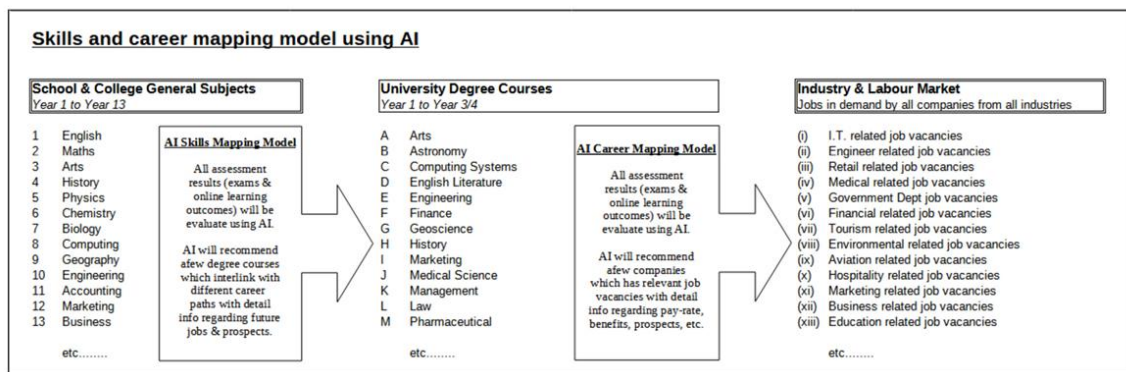 Skills and career mapping model using AI
School & College General Subjects
Year 1 to Year 13
1 English
2 Maths
3 Arts
4 History
5 Physics
6 Chemistry
7 Biology
8 Computing
9 Geography
10 Engineering
11 Accounting
12 Marketing
13 Business
etc........
AI Skills Mapping Model
All assessment
results (exams &
online learning
outcomes) will be
evaluate using AI.
AI will recommend
afew degree courses
which interlink with
different career
paths with detail
info regarding future
jobs & prospects.
University Degree Courses
Year 1 to Year 3/4
A Arts
B Astronomy
C Computing Systems
D English Literature
E Engineering
F Finance
G Geoscience
H History
I Marketing
J Medical Science
K Management
L Law
M Pharmaceutical
etc........
AI Career Mapping Model
All assessment
results (exams &
online learning
outcomes) will be
evaluate using AI.
AI will recommend
afew companies
which has relevant job
vacancies with detail
info regarding pay-rate,
benefits, prospects, etc.
Industry & Labour Market
Jobs in demand by all companies from all industries
(i) I.T. related job vacancies
(ii) Engineer related job vacancies
(iii) Retail related job vacancies
(iv) Medical related job vacancies
(v) Government Dept job vacancies
(vi) Financial related job vacancies
(vii) Tourism related job vacancies
(viii) Environmental related job vacancies
(ix) Aviation related job vacancies
(x) Hospitality related job vacancies
(xi) Marketing related job vacancies
(xii) Business related job vacancies
(xiii) Education related job vacancies
etc........